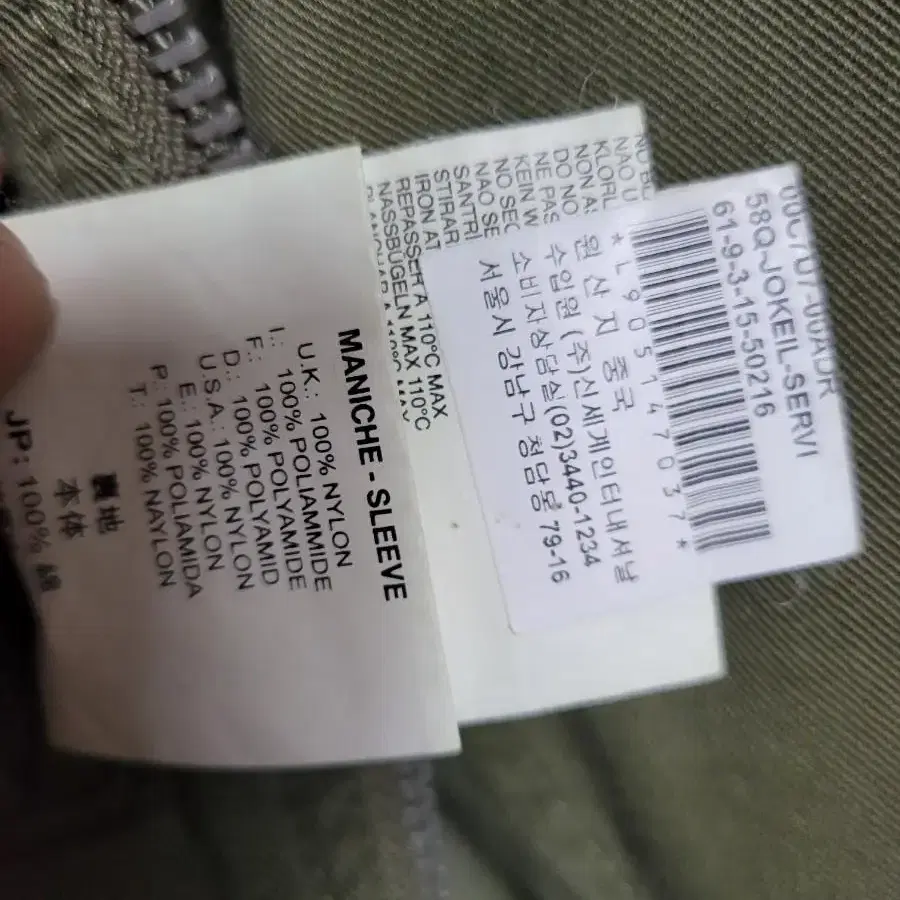 MANICHE - SLEEVE
U.K.: 100% NYLON
I.: 100% POLIAMMIDE
F.: 100% POLYAMIDE
D.: 100% POLYAMID
U.S.A.: 100% NYLON
E.: 100% NYLON
P.: 100% POLIAMIDA
T.: 100% NAYLON
裏地
本体
JP: 100%
KLORL
NON A
DO NO
NE PAS
KEIN W
NO SEC
NAO SE
SANTRI
STIRAR
IRON AT
REPASSER A 110°C MAX
NASSBÜGELN MAX 110°C
58Q-JOKEIL-SERVI
61-9-3-15-50216
*L905147037*
원산지 중국
수입원 (주)신세계인터내셔날
소비자상담실(02)3440-1234
서울시 강남구 청담동 79-16